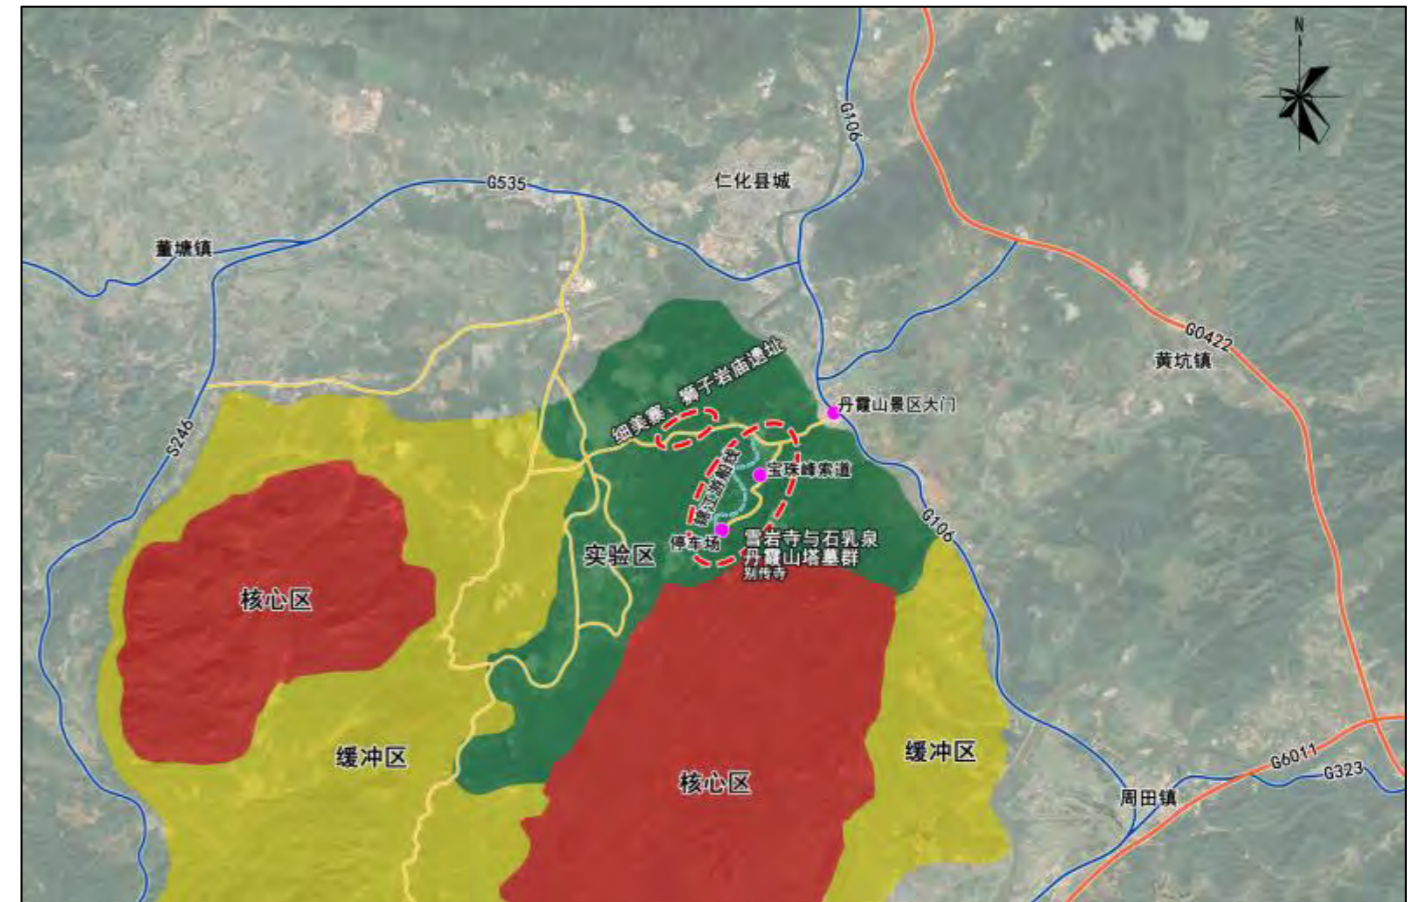 N
G106
仁化县城
G535
董塘镇
G0422
黄坑镇
细美寨、狮子岩庙遗址
丹霞山景区大门
S246
锦江游船线
宝珠峰索道
G106
停车场
雪岩寺与石乳泉
丹霞山塔墓群
别传寺
实验区
核心区
缓冲区
缓冲区
核心区
G6011
G323
周田镇